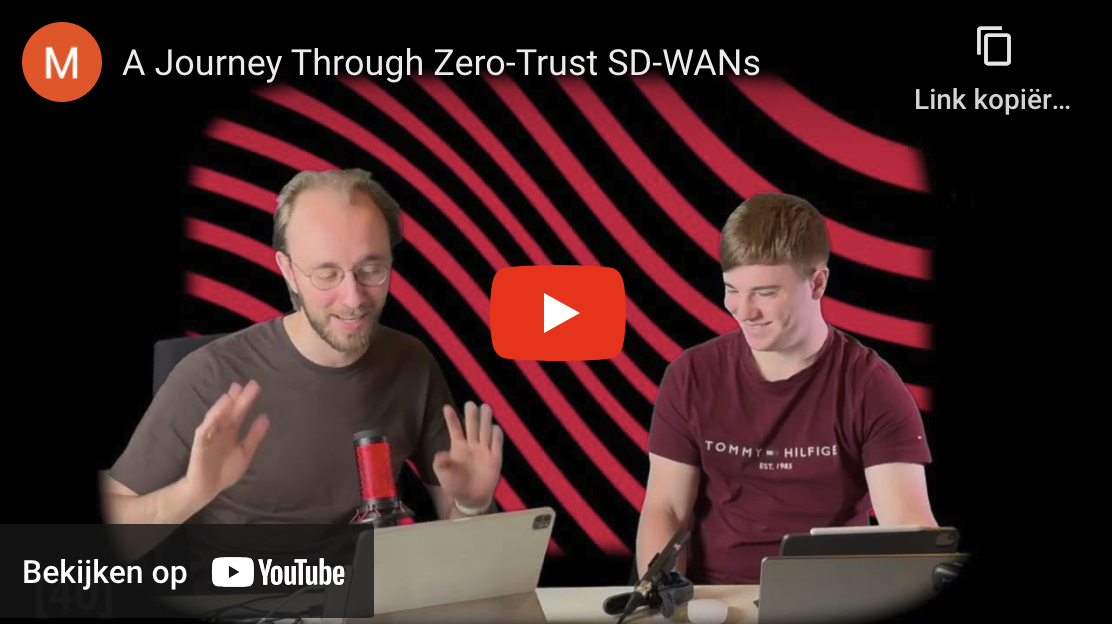 M
A Journey Through Zero-Trust SD-WANs
Link kopiër...
TOMMY HILFIGE
EST. 1985
Bekijken op YouTube